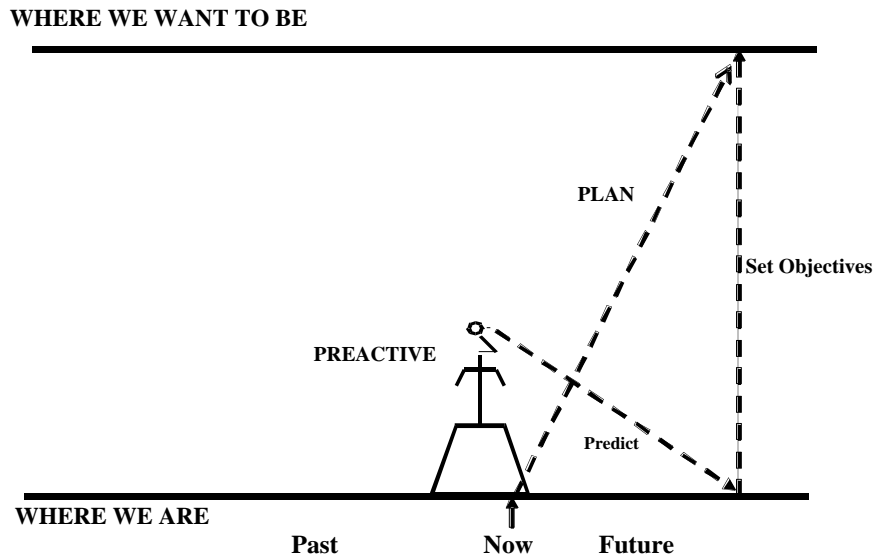 WHERE WE WANT TO BE
PLAN
Set Objectives
PREACTIVE
Predict
WHERE WE ARE
Past Now Future